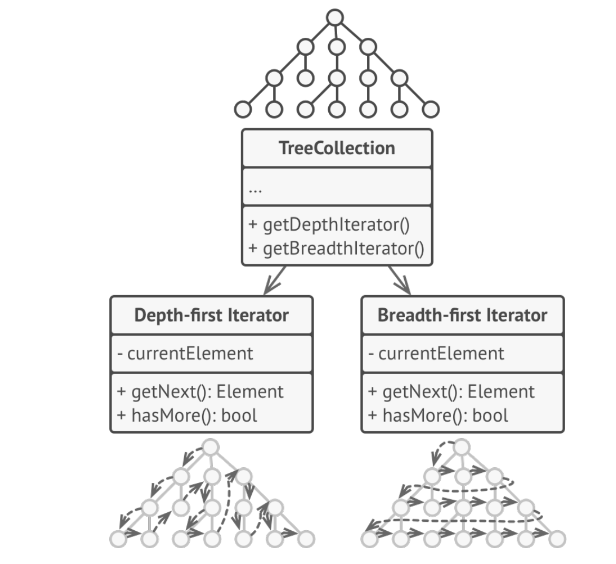 TreeCollection
...
+ getDepthIterator()
+ getBreadthIterator()
Depth-first Iterator
- currentElement
+ getNext(): Element
+ hasMore(): bool
Breadth-first Iterator
- currentElement
+ getNext(): Element
+ hasMore(): bool